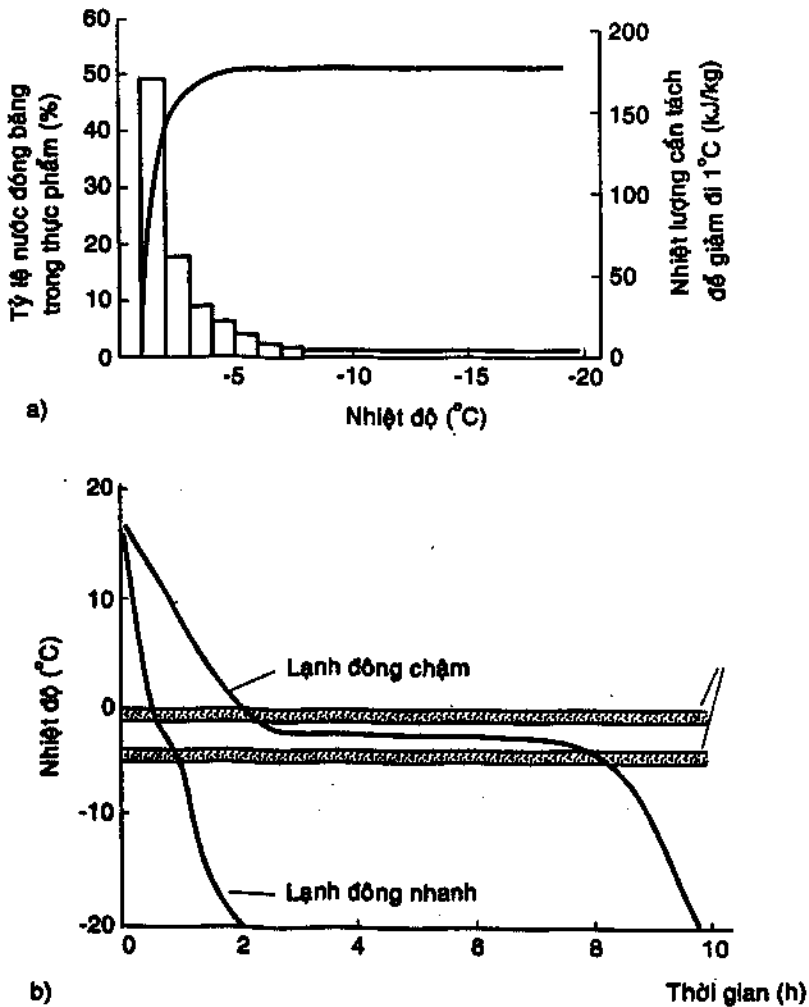 60
50
40
30
20
10
0
Tỷ lệ nước đóng băng
trong thực phẩm (%)
200
150
100
50
0
Nhiệt lượng cần tách
để giảm đi 1°C (kJ/kg)
-5
-10
-15
-20
Nhiệt độ (°C)
a)
20
10
0
-10
-20
Nhiệt độ (°C)
Lạnh đông chậm
Lạnh đông nhanh
0
2
4
6
8
10
b)
Thời gian (h)